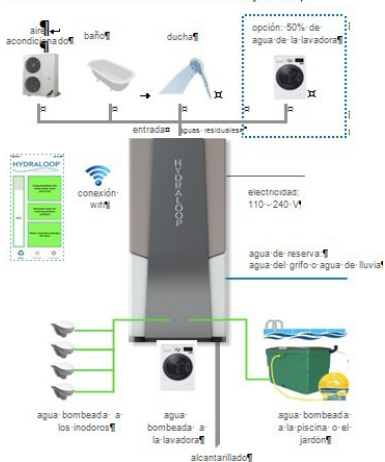 aire
acondicionado
baño
ducha
opción: 50% de
agua de la lavadora
entrada aguas residuales
HYDRALOOP
HYDRALOOP
conexión
wifi
electricidad:
110 - 240 V
agua de reserva:
agua del grifo o agua de lluvia
agua bombeada a
los inodoros
agua
bombeada a
la lavadora
agua bombeada
a la piscina o el
jardón
alcantarillado